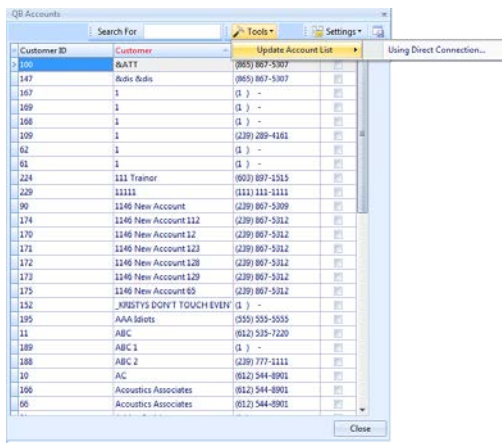 QB Accounts
Search For Tools Settings
Update Account List Using Direct Connection...
Customer ID Customer
100 &ATT (865) 867-5307
147 &dis &dis (865) 867-5307
167 1 (1 ) -
169 1 (1 ) -
168 1 (1 ) -
109 1 (239) 289-4161
62 1 (1 ) -
61 1 (1 ) -
224 111 Trainor (603) 897-1515
229 11111 (111) 111-1111
90 1146 New Account (239) 867-5309
174 1146 New Account 112 (239) 867-5312
170 1146 New Account 12 (239) 867-5312
171 1146 New Account 123 (239) 867-5312
172 1146 New Account 128 (239) 867-5312
173 1146 New Account 129 (239) 867-5312
175 1146 New Account 65 (239) 867-5312
152 _KRISTYS DON'T TOUCH EVEN (1 ) -
195 AAA Idiots (555) 555-5555
11 ABC (612) 535-7220
189 ABC 1 (1 ) -
188 ABC 2 (239) 777-1111
10 AC (612) 544-8901
166 Acoustics Associates (612) 544-8901
66 Acoustics Associates (612) 544-8901
Close